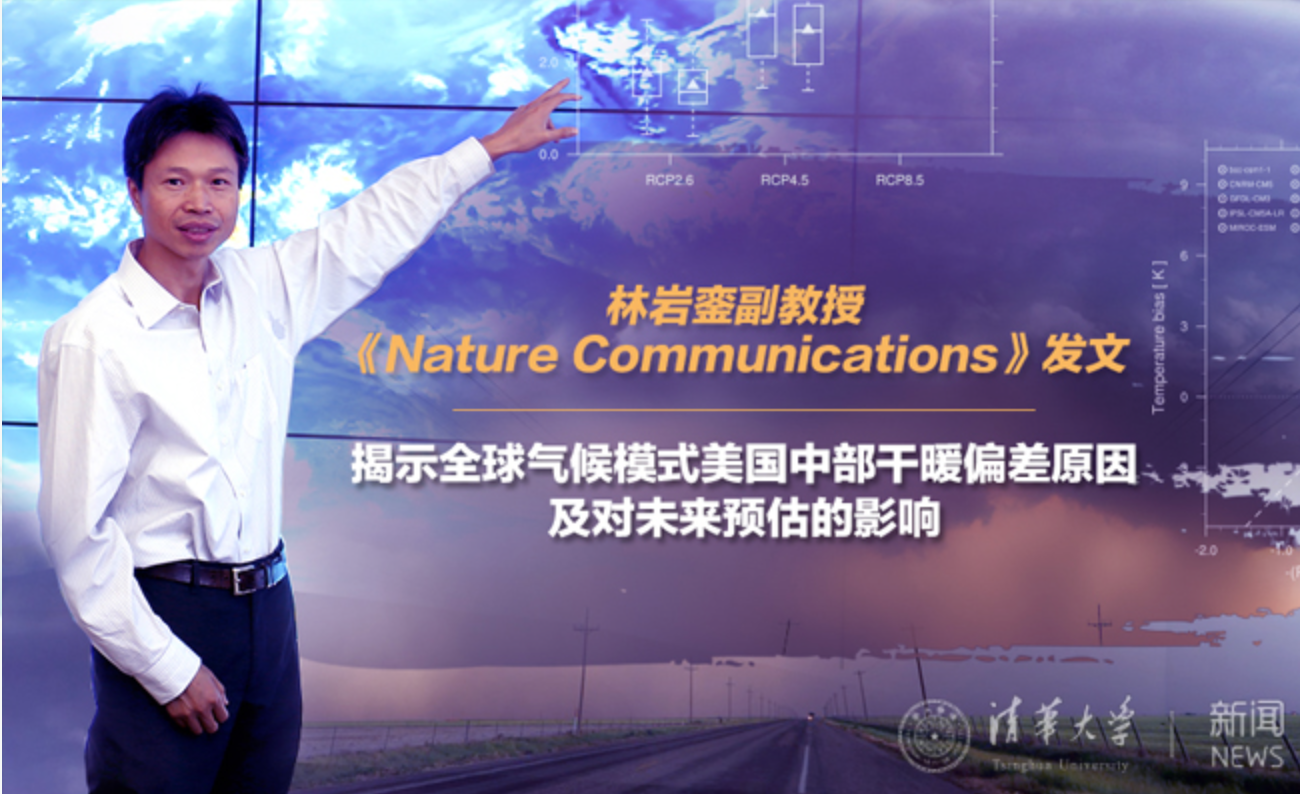 2.0
0.0
RCP2.6 RCP4.5 RCP8.5
bcc-csm1-1
CNRM-CM5
GFDL-CM3
IPSL-CM5A-LR
MIROC-ESM
9
6
3
0
Temperature bias [ K ]
-2.0 -1.0
林岩銮副教授
《Nature Communications》发文
揭示全球气候模式美国中部干暖偏差原因
及对未来预估的影响
清华大学
Tsinghua University
新闻
NEWS